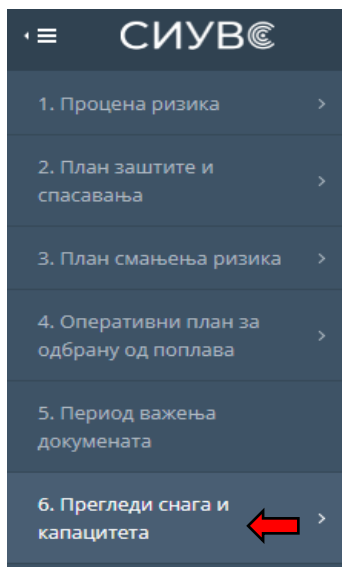 СИУВС
1. Процена ризика
2. План заштите и
спасавања
3. План смањења ризика
4. Оперативни план за
одбрану од поплава
5. Период важења
докумената
6. Прегледи снага и
капацитета